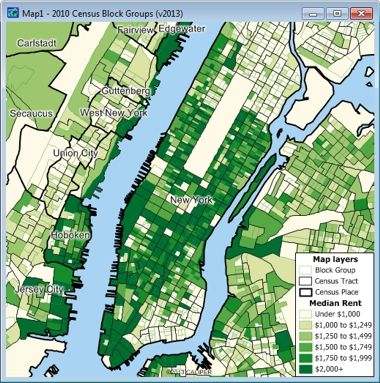 Map1 - 2010 Census Block Groups (v2013)
Fairview
Edgewater
Carlstadt
Guttenberg
Secaucus
West New York
Union City
New York
Hoboken
Jersey City
Map layers
Block Group
Census Tract
Census Place
Median Rent
Under $1,000
$1,000 to $1,249
$1,250 to $1,499
$1,500 to $1,749
$1,750 to $1,999
$2,000+